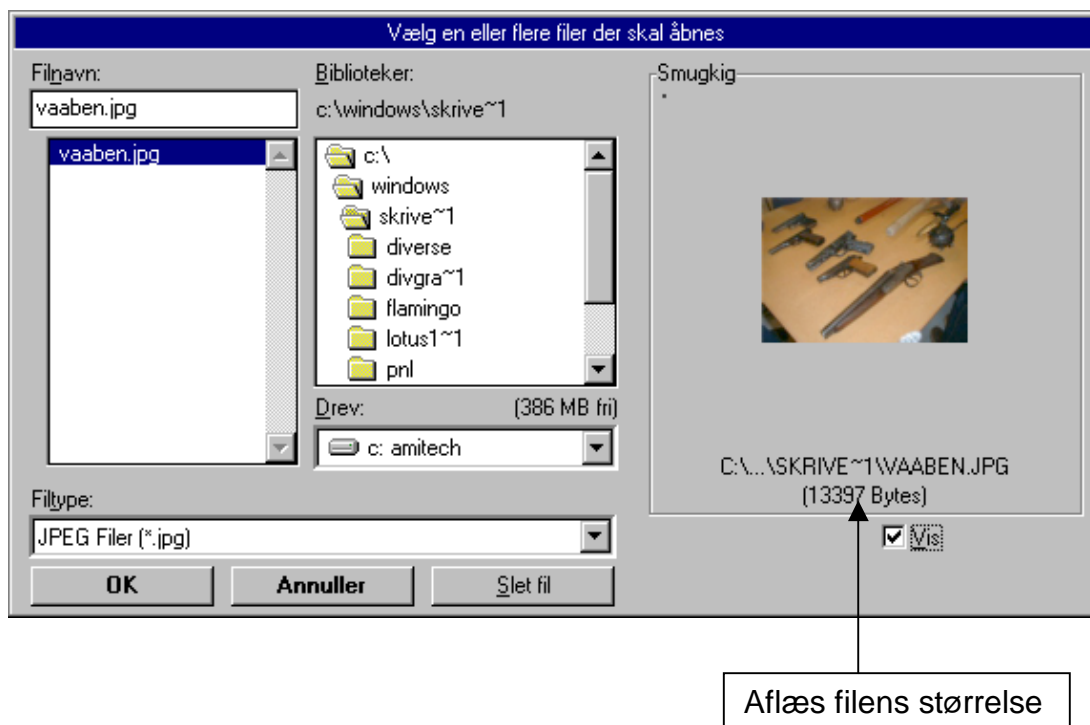 Vælg en eller flere filer der skal åbnes
Filnavn:
vaaben.jpg
vaaben.jpg
Biblioteker:
c:\windows\skrive~1
c:\
windows
skrive~1
diverse
divgra~1
flamingo
lotus1~1
pnl
Drev: (386 MB fri)
c: amitech
Filtype:
JPEG Filer (*.jpg)
OK Annuller Slet fil
Smugkig
C:\...\SKRIVE~1\VAABEN.JPG
(13397 Bytes)
Vis
Aflæs filens størrelse